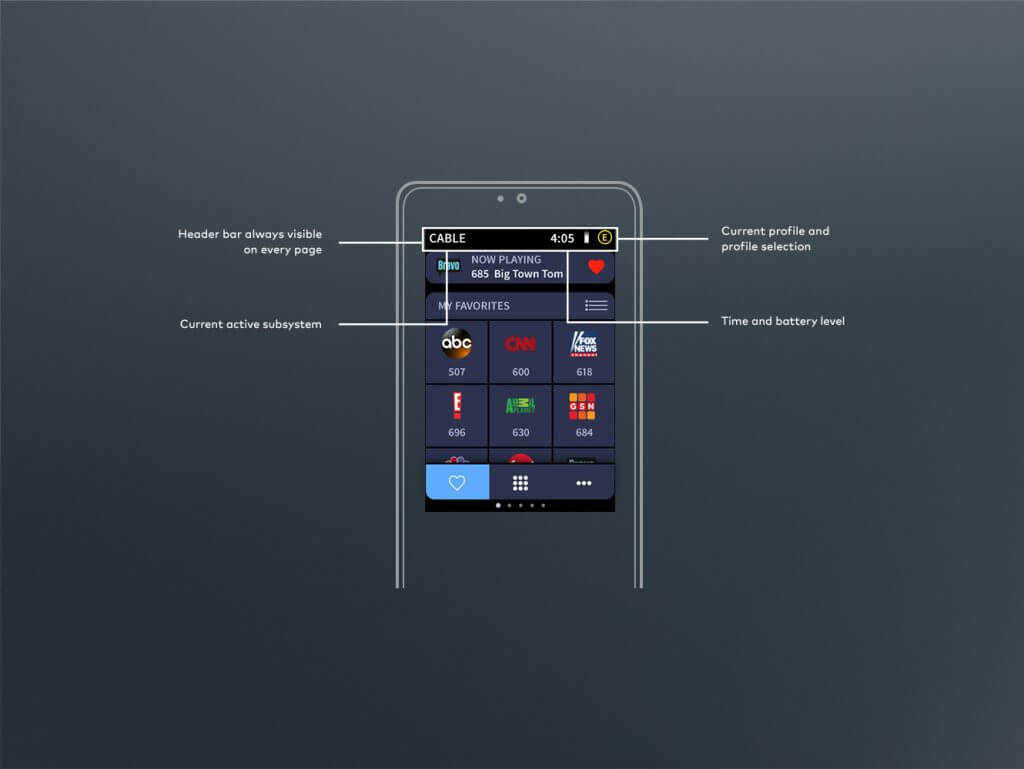 Header bar always visible
on every page
Current active subsystem
CABLE
4:05
E
Current profile and
profile selection
Time and battery level
Bravo
NOW PLAYING
685 Big Town Tom
MY FAVORITES
abc
CNN
FOX
NEWS
channel
507
600
618
E!
ANIMAL
PLANET
GSN
696
630
684